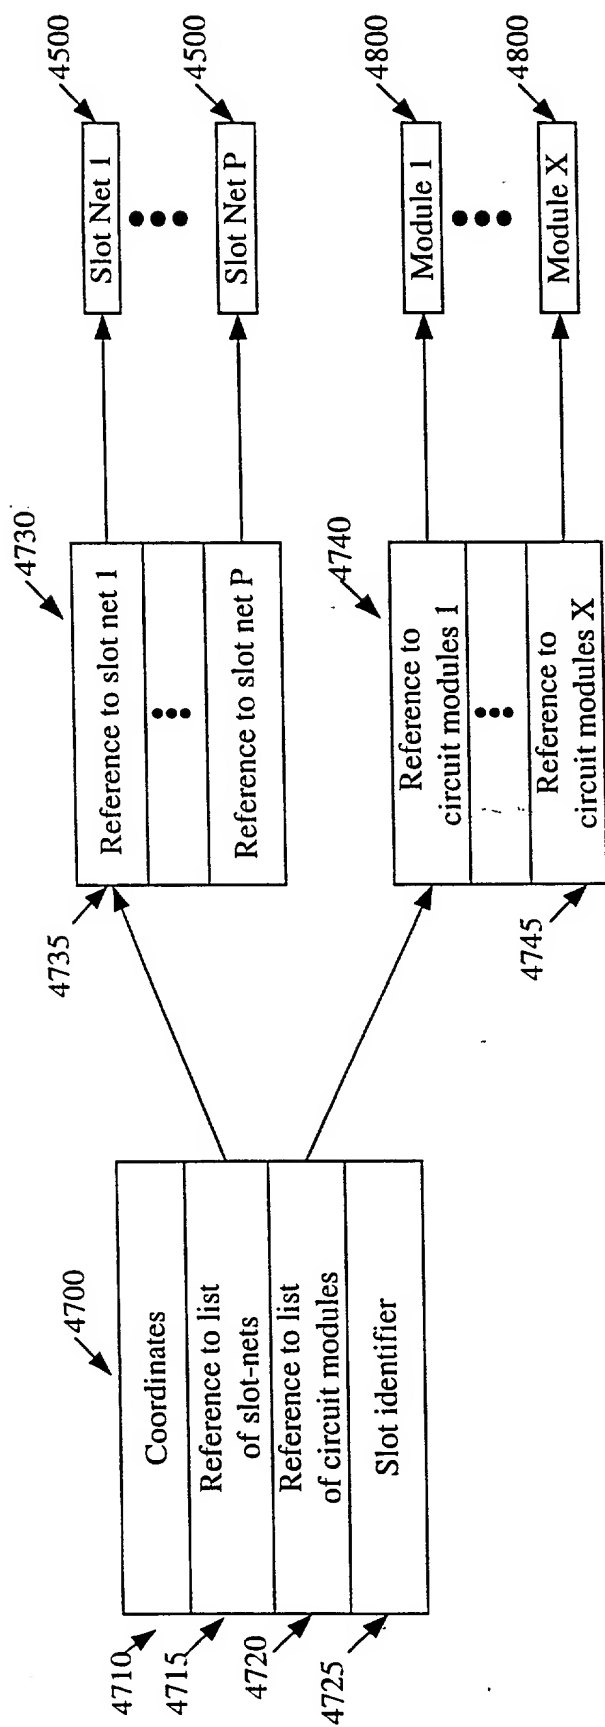 4700
4710
Coordinates
4715
Reference to list
of slot-nets
4720
Reference to list
of circuit modules
4725
Slot identifier
4730
4735
Reference to slot net 1
Reference to slot net P
4740
Reference to
circuit modules 1
4745
Reference to
circuit modules X
4500
Slot Net 1
4500
Slot Net P
4800
Module 1
4800
Module X